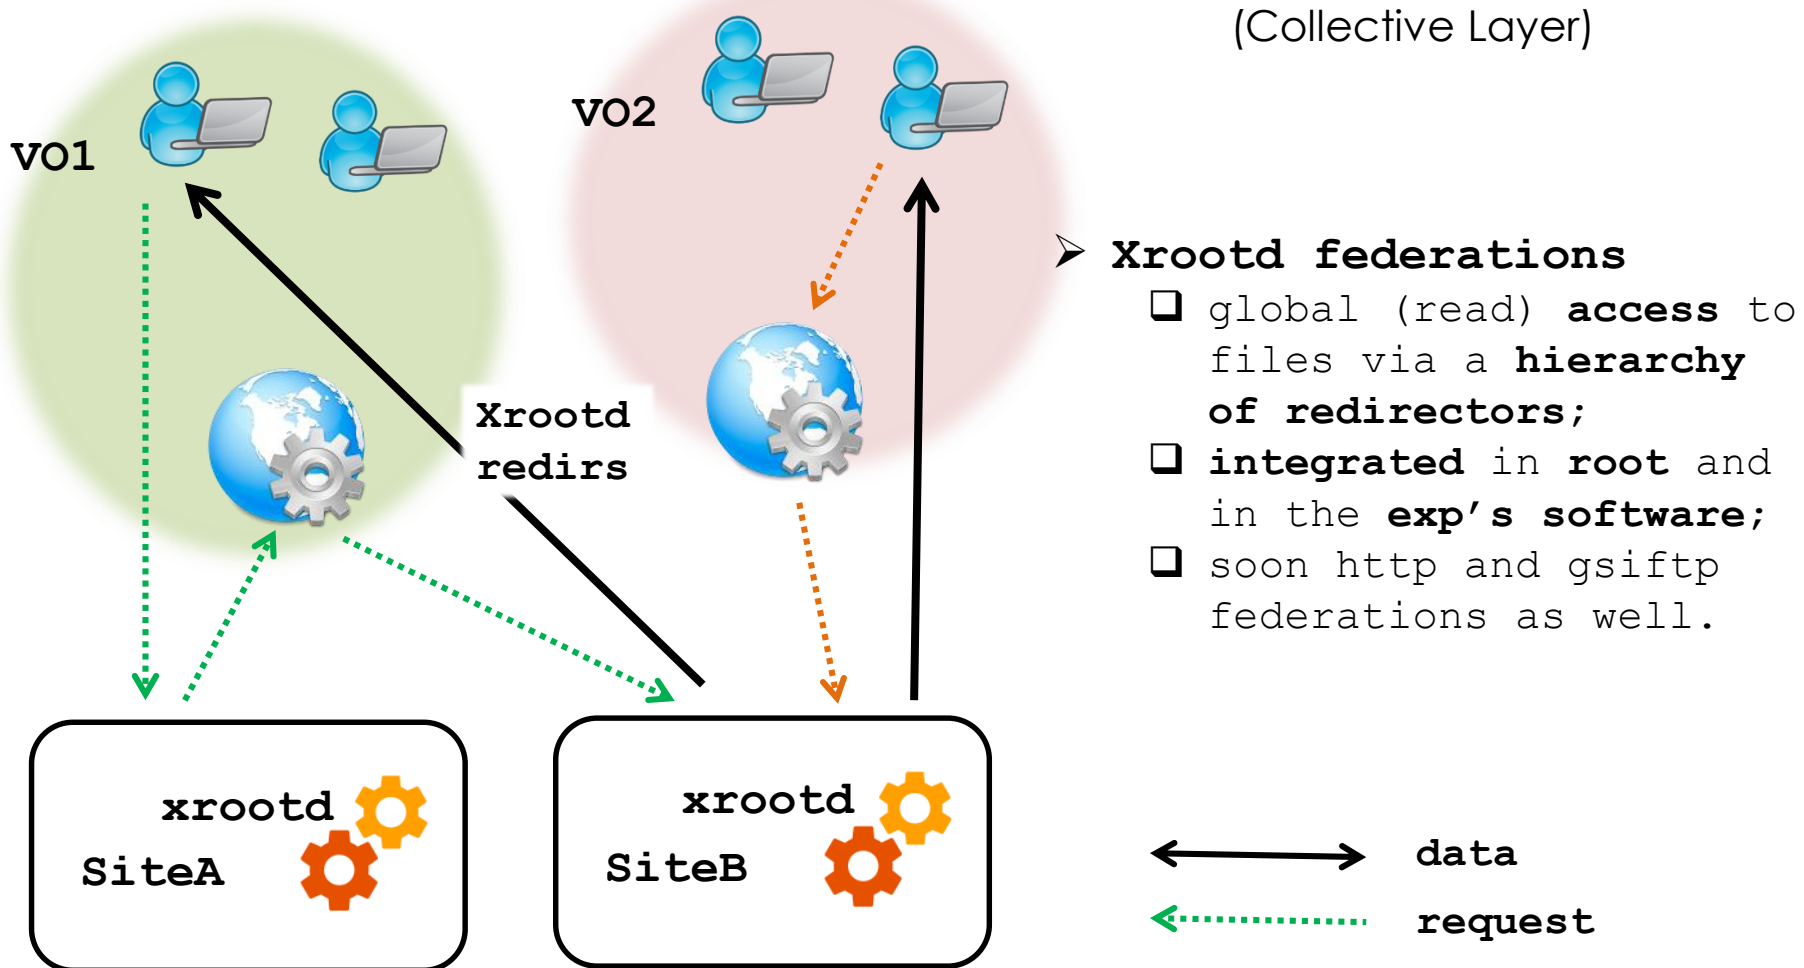 (Collective Layer)
VO1
VO2
Xrootd
redirs
➢ Xrootd federations
❑ global (read) access to
files via a hierarchy
of redirectors;
❑ integrated in root and
in the exp’s software;
❑ soon http and gsiftp
federations as well.
xrootd
SiteA
xrootd
SiteB
data
request